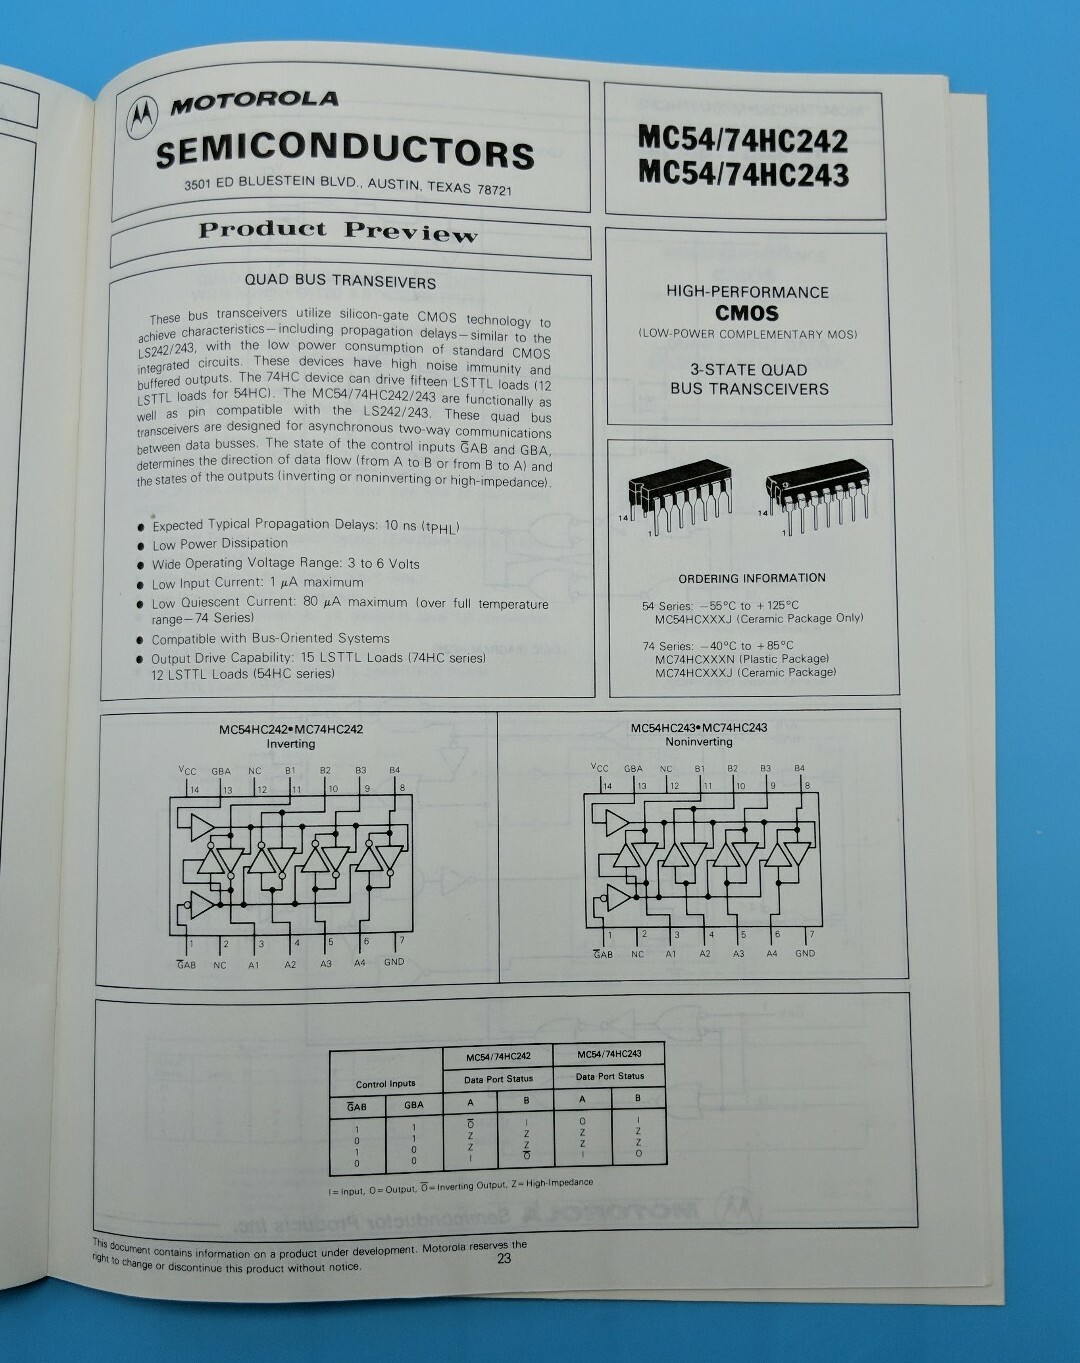 MOTOROLA
SEMICONDUCTORS
3501 ED BLUESTEIN BLVD., AUSTIN, TEXAS 78721
MC54/74HC242
MC54/74HC243
Product Preview
QUAD BUS TRANSEIVERS
These bus transceivers utilize silicon-gate CMOS technology to
achieve characteristics—including propagation delays—similar to the
LS242/243, with the low power consumption of standard CMOS
integrated circuits. These devices have high noise immunity and
buffered outputs. The 74HC device can drive fifteen LSTTL loads (12
LSTTL loads for 54HC). The MC54/74HC242/243 are functionally as
well as pin compatible with the LS242/243. These quad bus
transceivers are designed for asynchronous two-way communications
between data busses. The state of the control inputs G̅AB and GBA,
determines the direction of data flow (from A to B or from B to A) and
the states of the outputs (inverting or noninverting or high-impedance).
● Expected Typical Propagation Delays: 10 ns (tPHL)
● Low Power Dissipation
● Wide Operating Voltage Range: 3 to 6 Volts
● Low Input Current: 1 μA maximum
● Low Quiescent Current: 80 μA maximum (over full temperature
range—74 Series)
● Compatible with Bus-Oriented Systems
● Output Drive Capability: 15 LSTTL Loads (74HC series)
12 LSTTL Loads (54HC series)
HIGH-PERFORMANCE
CMOS
(LOW-POWER COMPLEMENTARY MOS)
3-STATE QUAD
BUS TRANSCEIVERS
14 1 14 1
ORDERING INFORMATION
54 Series: −55°C to +125°C
MC54HCXXXJ (Ceramic Package Only)
74 Series: −40°C to +85°C
MC74HCXXXN (Plastic Package)
MC74HCXXXJ (Ceramic Package)
MC54HC242●MC74HC242
Inverting
VCC GBA NC B1 B2 B3 B4
14 13 12 11 10 9 8
1 2 3 4 5 6 7
G̅AB NC A1 A2 A3 A4 GND
MC54HC243●MC74HC243
Noninverting
VCC GBA NC B1 B2 B3 B4
14 13 12 11 10 9 8
1 2 3 4 5 6 7
G̅AB NC A1 A2 A3 A4 GND
MC54/74HC242 MC54/74HC243
Control Inputs Data Port Status Data Port Status
G̅AB GBA A B A B
1 1 O̅ I O I
0 1 Z Z Z Z
1 0 Z Z Z Z
0 0 I O̅ I O
I=Input, O=Output, O̅=Inverting Output, Z=High-Impedance
This document contains information on a product under development. Motorola reserves the
right to change or discontinue this product without notice.
23